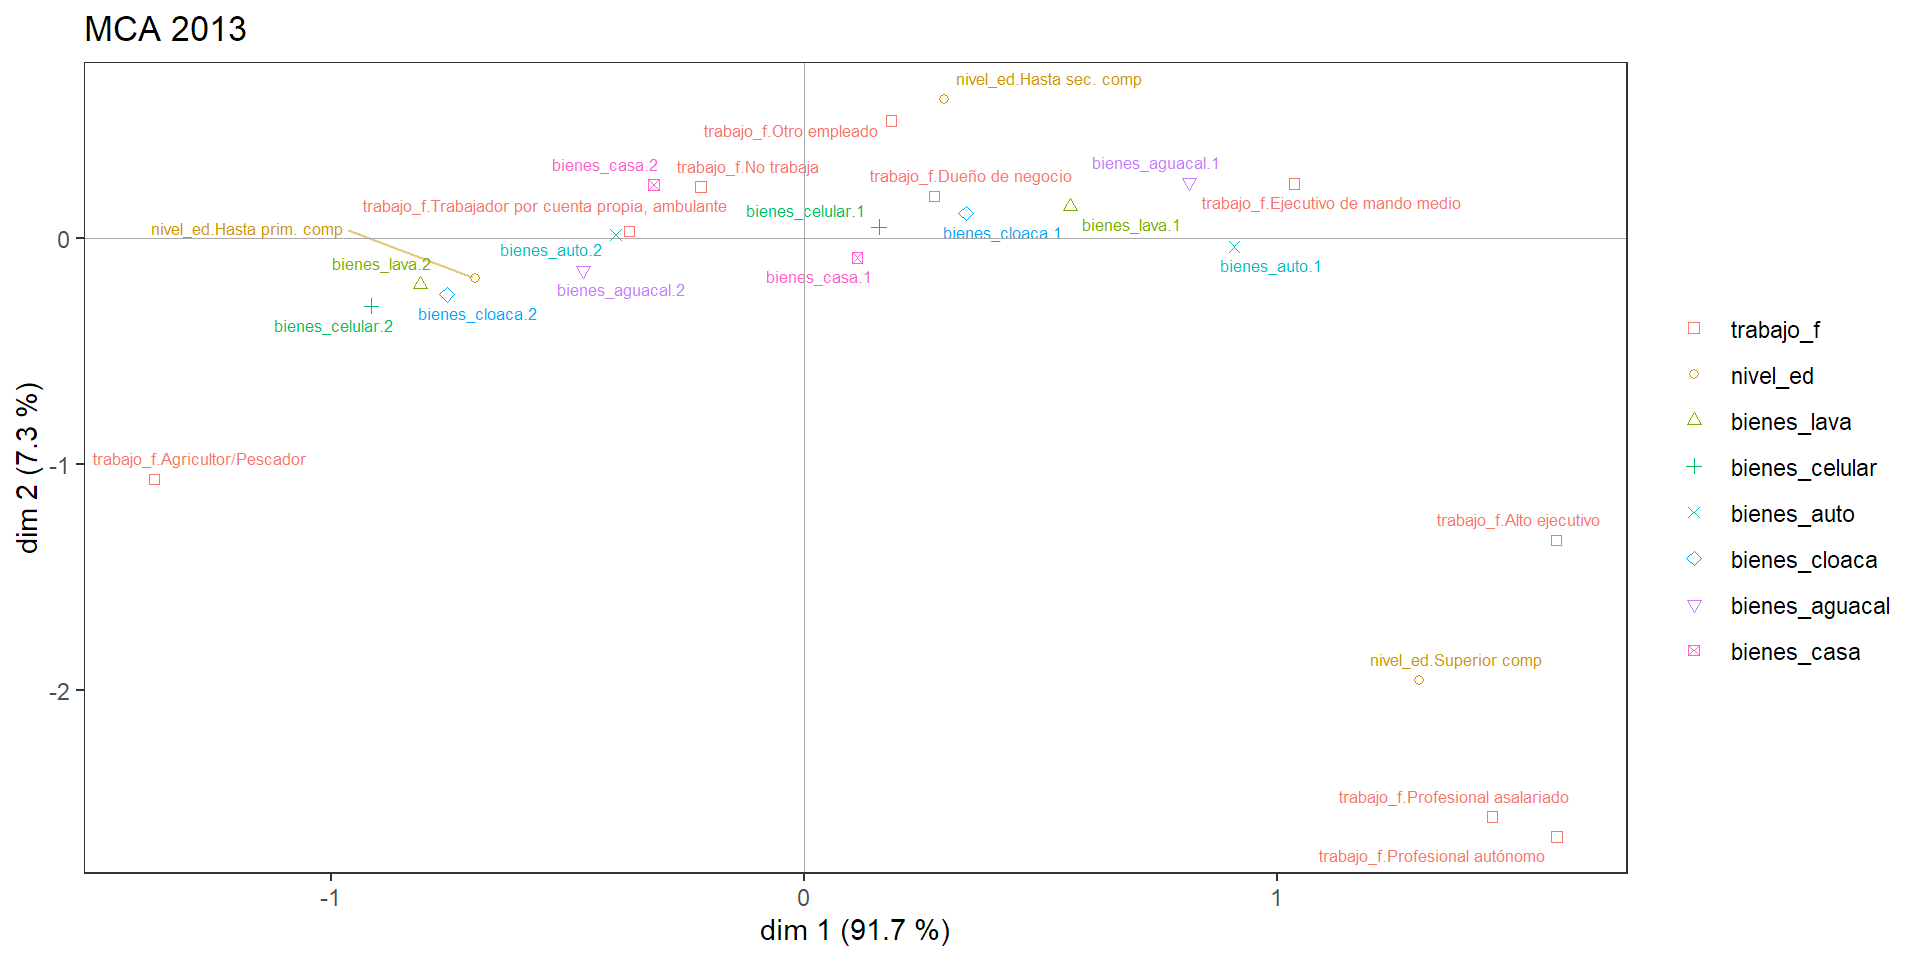 MCA 2013
nivel_ed.Hasta sec. comp
trabajo_f.Otro empleado
bienes_casa.2
trabajo_f.No trabaja
bienes_aguacal.1
trabajo_f.Dueño de negocio
trabajo_f.Trabajador por cuenta propia, ambulante
bienes_celular.1
trabajo_f.Ejecutivo de mando medio
nivel_ed.Hasta prim. comp
bienes_cloaca.1
bienes_lava.1
bienes_auto.2
bienes_lava.2
bienes_casa.1
bienes_auto.1
bienes_aguacal.2
bienes_cloaca.2
bienes_celular.2
trabajo_f.Agricultor/Pescador
trabajo_f.Alto ejecutivo
nivel_ed.Superior comp
trabajo_f.Profesional asalariado
trabajo_f.Profesional autónomo
0
-1
-2
dim 2 (7.3 %)
-1
0
1
dim 1 (91.7 %)
trabajo_f
nivel_ed
bienes_lava
bienes_celular
bienes_auto
bienes_cloaca
bienes_aguacal
bienes_casa